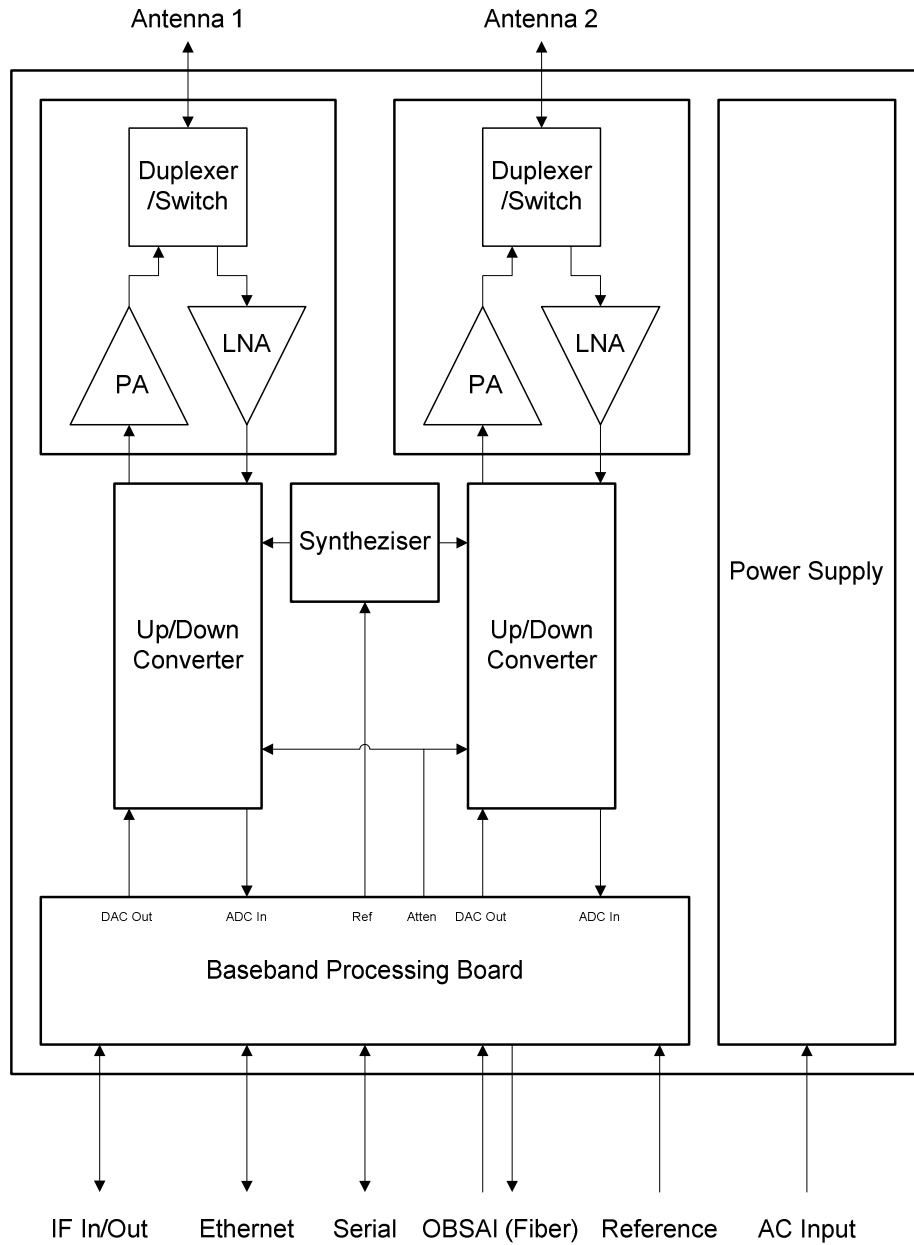 Antenna 1
Antenna 2
Duplexer
/Switch
Duplexer
/Switch
LNA
PA
LNA
PA
Syntheziser
Power Supply
Up/Down
Converter
Up/Down
Converter
DAC Out
ADC In
Ref
Atten
DAC Out
ADC In
Baseband Processing Board
IF In/Out
Ethernet
Serial
OBSAI (Fiber)
Reference
AC Input